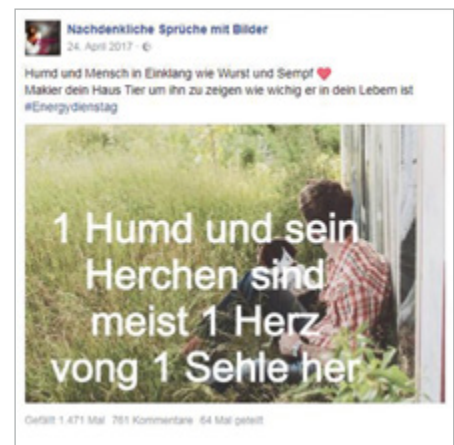 Nachdenkliche Sprüche mit Bilder
24. April 2017 ·
Humd und Mensch in Einklang wie Wurst und Sempf
Makier dein Haus Tier um ihn zu zeigen wie wichig er in dein Lebem ist
#Energydienstag
1 Humd und sein
Herchen sind
meist 1 Herz
vong 1 Sehle her
Gefällt 1.471 Mal 761 Kommentare 64 Mal geteilt